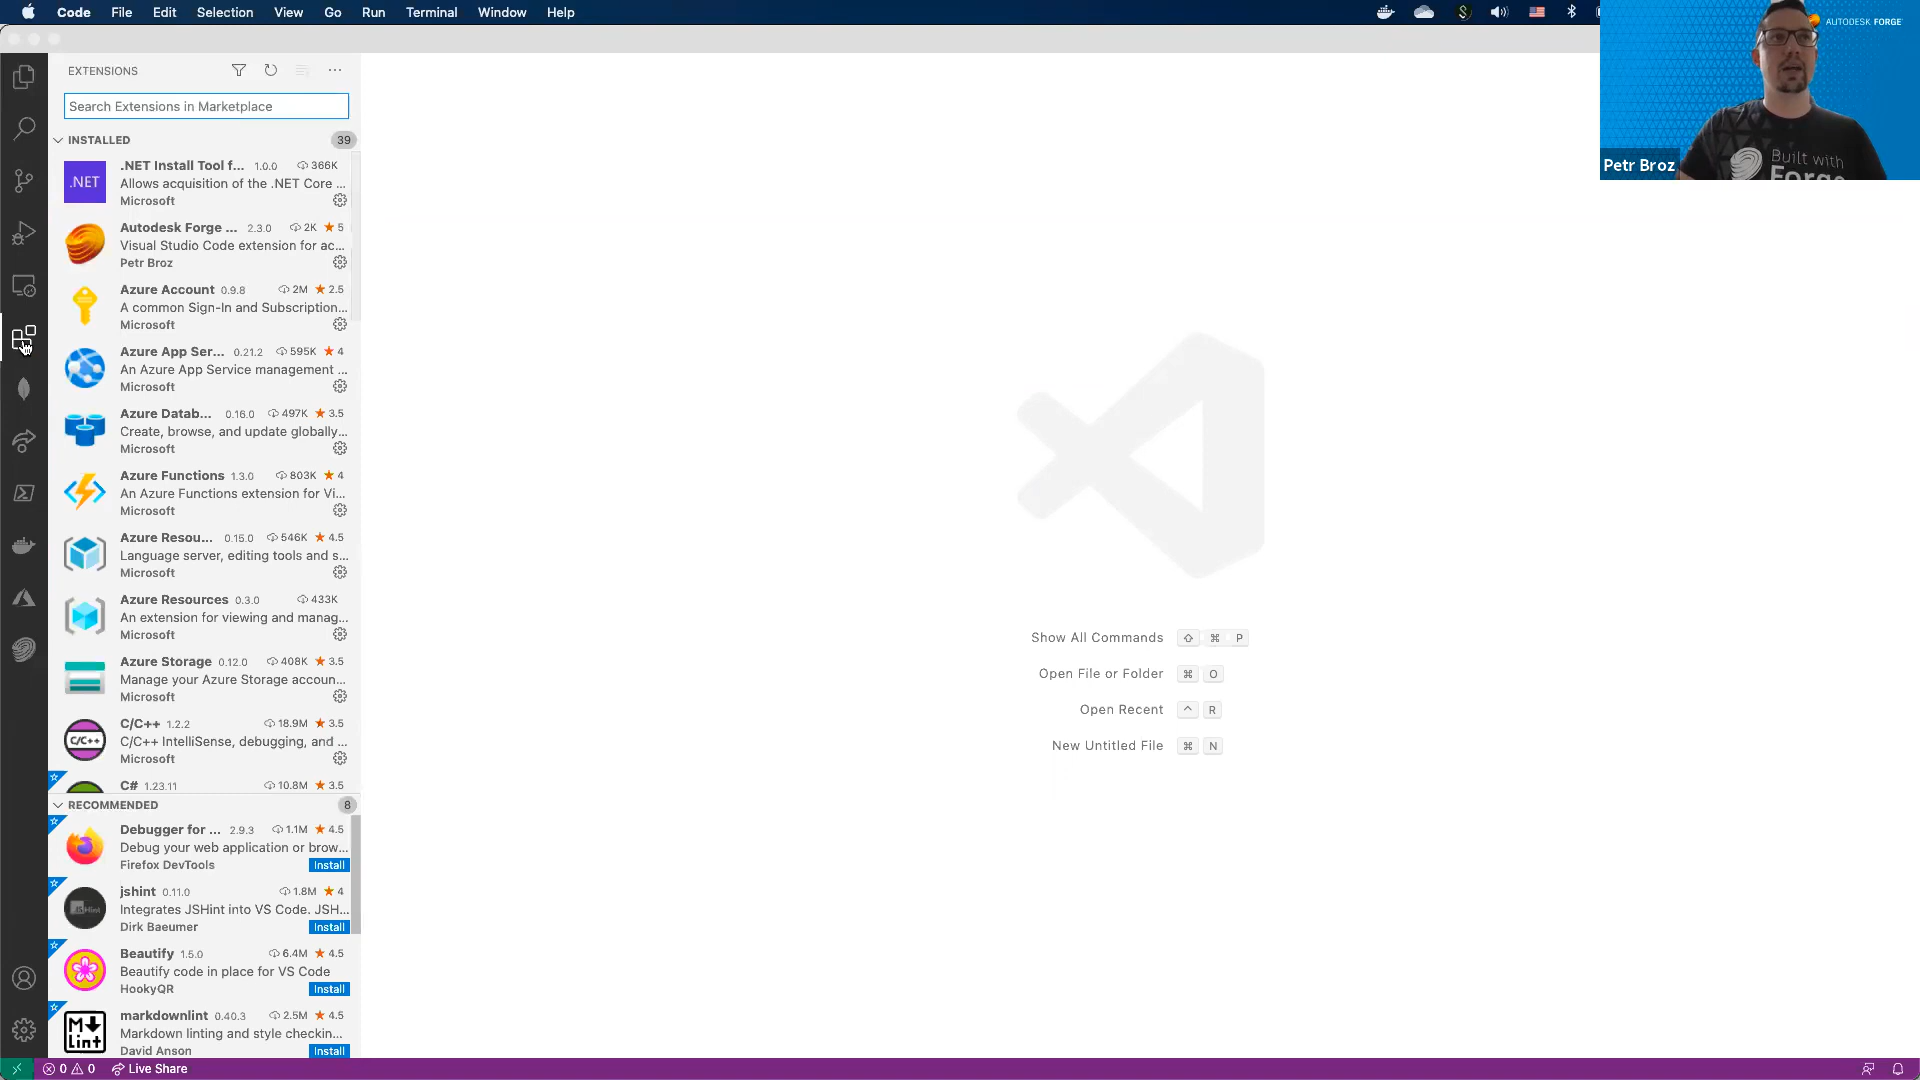 Code File Edit Selection View Go Run Terminal Window Help
AUTODESK FORGE
Built with
Forge
Petr Broz
EXTENSIONS
Search Extensions in Marketplace
INSTALLED 39
.NET Install Tool f... 1.0.0 366K
.NET
Allows acquisition of the .NET Core ...
Microsoft
Autodesk Forge ... 2.3.0 2K ★ 5
Visual Studio Code extension for ac...
Petr Broz
Azure Account 0.9.8 2M ★ 2.5
A common Sign-In and Subscription...
Microsoft
Azure App Ser... 0.21.2 595K ★ 4
An Azure App Service management ...
Microsoft
Azure Datab... 0.16.0 497K ★ 3.5
Create, browse, and update globally...
Microsoft
Azure Functions 1.3.0 803K ★ 4
An Azure Functions extension for Vi...
Microsoft
Azure Resou... 0.15.0 546K ★ 4.5
Language server, editing tools and s...
Microsoft
Azure Resources 0.3.0 433K
An extension for viewing and manag...
Microsoft
Azure Storage 0.12.0 408K ★ 3.5
Manage your Azure Storage accoun...
Microsoft
C/C++ 1.2.2 18.9M ★ 3.5
C/C++
C/C++ IntelliSense, debugging, and ...
Microsoft
C# 1.23.11 10.8M ★ 3.5
RECOMMENDED 8
Debugger for ... 2.9.3 1.1M ★ 4.5
Debug your web application or brow...
Firefox DevTools Install
jshint 0.11.0 1.8M ★ 4
JSHint
Integrates JSHint into VS Code. JSH...
Dirk Baeumer Install
Beautify 1.5.0 6.4M ★ 4.5
Beautify code in place for VS Code
HookyQR Install
markdownlint 0.40.3 2.5M ★ 4.5
M
Lint
Markdown linting and style checkin...
David Anson Install
Show All Commands ⇧ ⌘ P
Open File or Folder ⌘ O
Open Recent ^ R
New Untitled File ⌘ N
0 0 Live Share